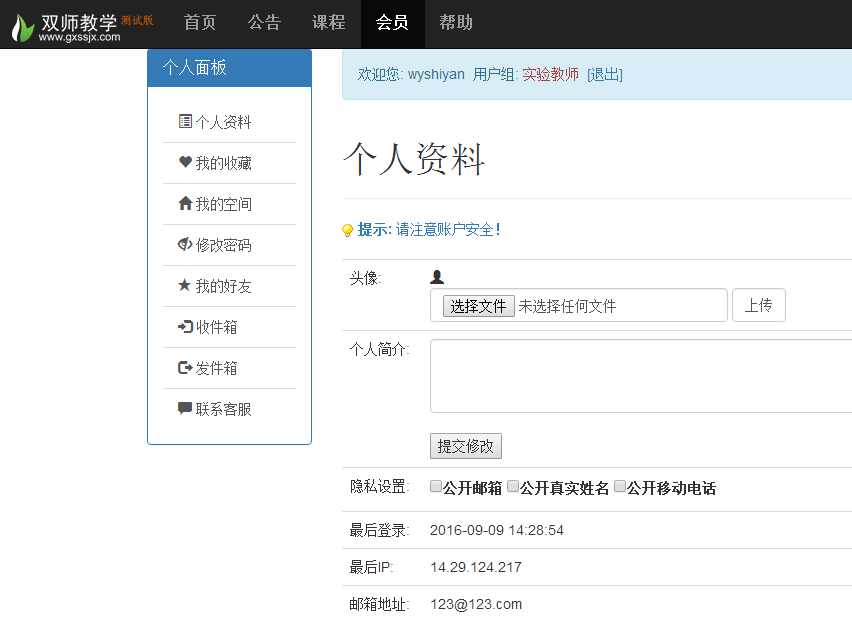 双师教学 测试版
www.gxssjx.com
首页 公告 课程 会员 帮助
个人面板
个人资料
我的收藏
我的空间
修改密码
我的好友
收件箱
发件箱
联系客服
欢迎您: wyshiyan 用户组: 实验教师 [退出]
个人资料
提示: 请注意账户安全!
头像:
选择文件 未选择任何文件 上传
个人简介:
提交修改
隐私设置: 公开邮箱 公开真实姓名 公开移动电话
最后登录: 2016-09-09 14:28:54
最后IP: 14.29.124.217
邮箱地址: 123@123.com